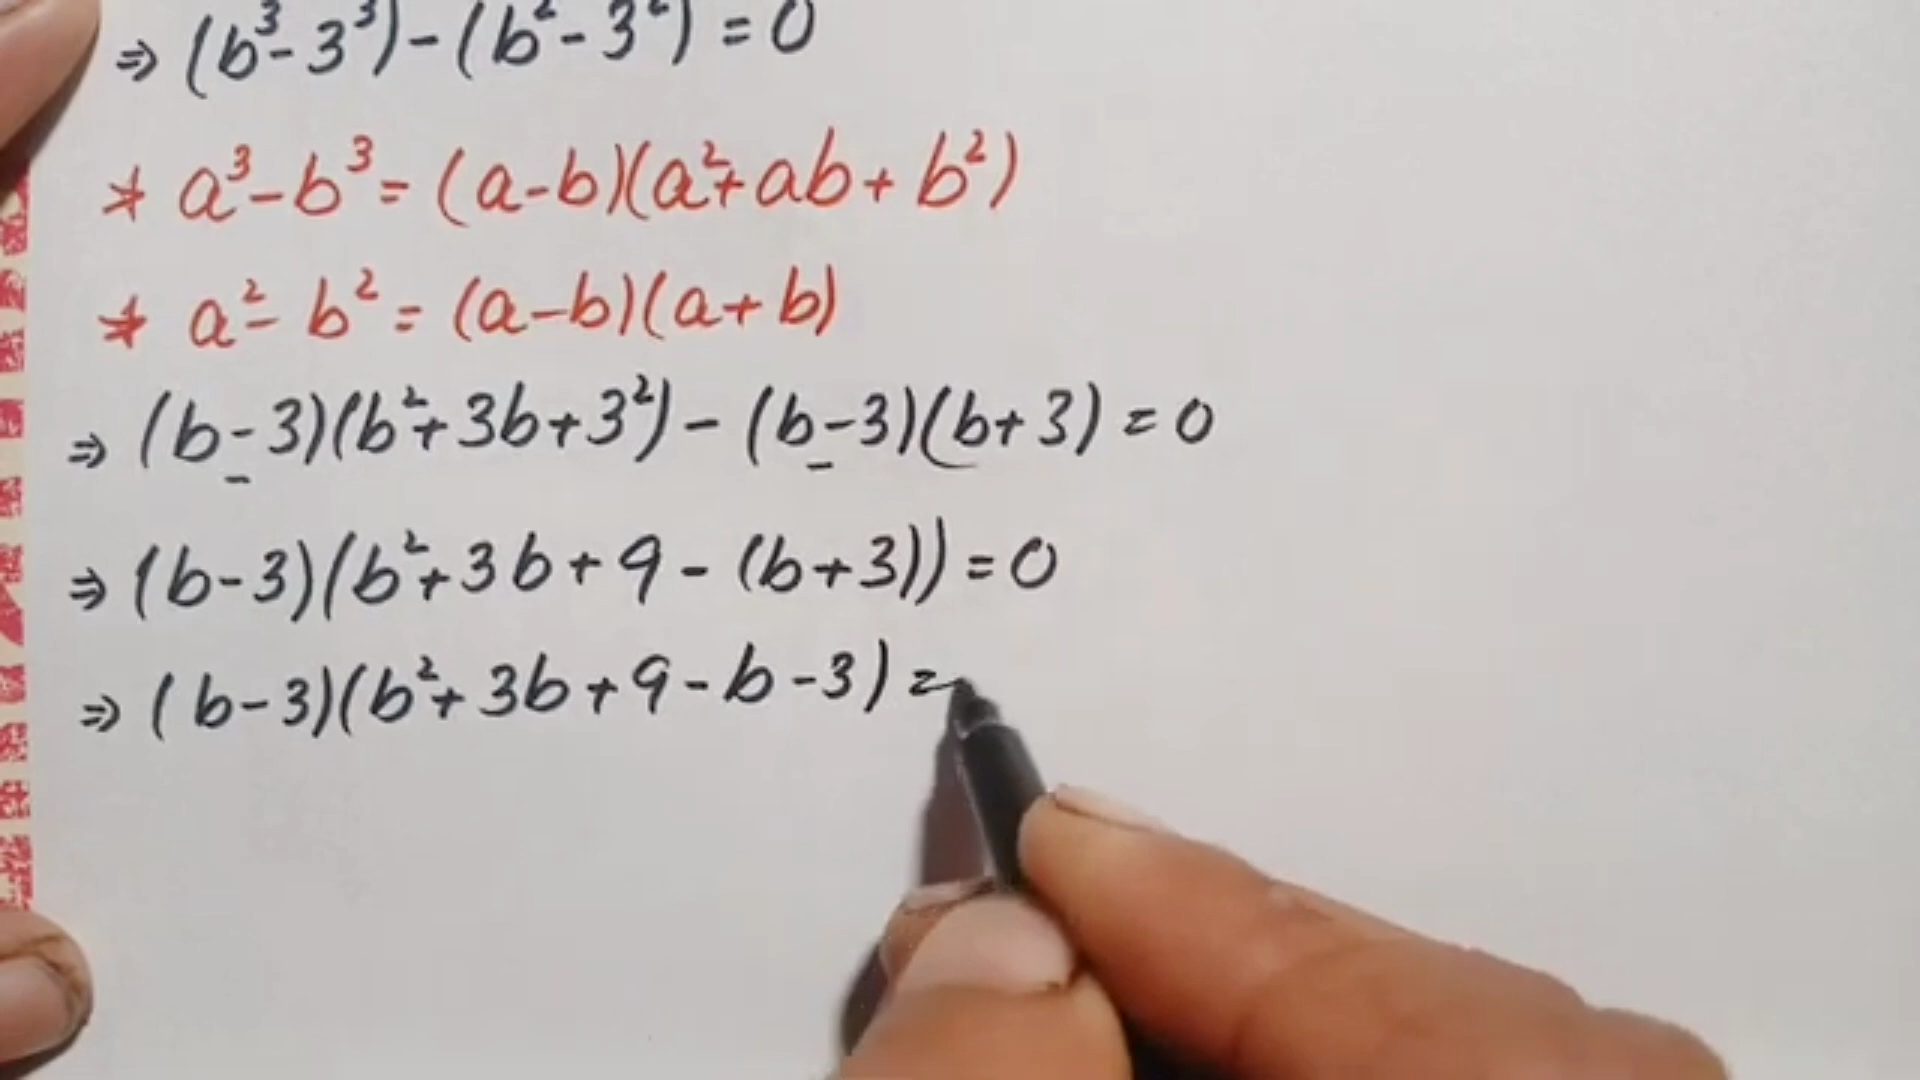 ⇒ (b³-3³)-(b²-3²) = 0
* a³-b³ = (a-b)(a²+ab+b²)
* a²-b² = (a-b)(a+b)
⇒ (b-3)(b²+3b+3²)-(b-3)(b+3) = 0
⇒ (b-3)(b²+3b+9-(b+3)) = 0
⇒ (b-3)(b²+3b+9-b-3) =